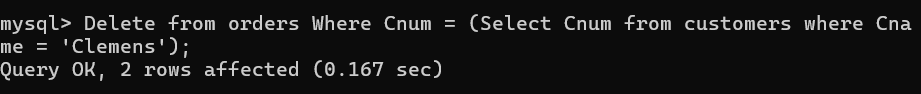 mysql> Delete from orders Where Cnum = (Select Cnum from customers where Cna
me = 'Clemens');
Query OK, 2 rows affected (0.167 sec)